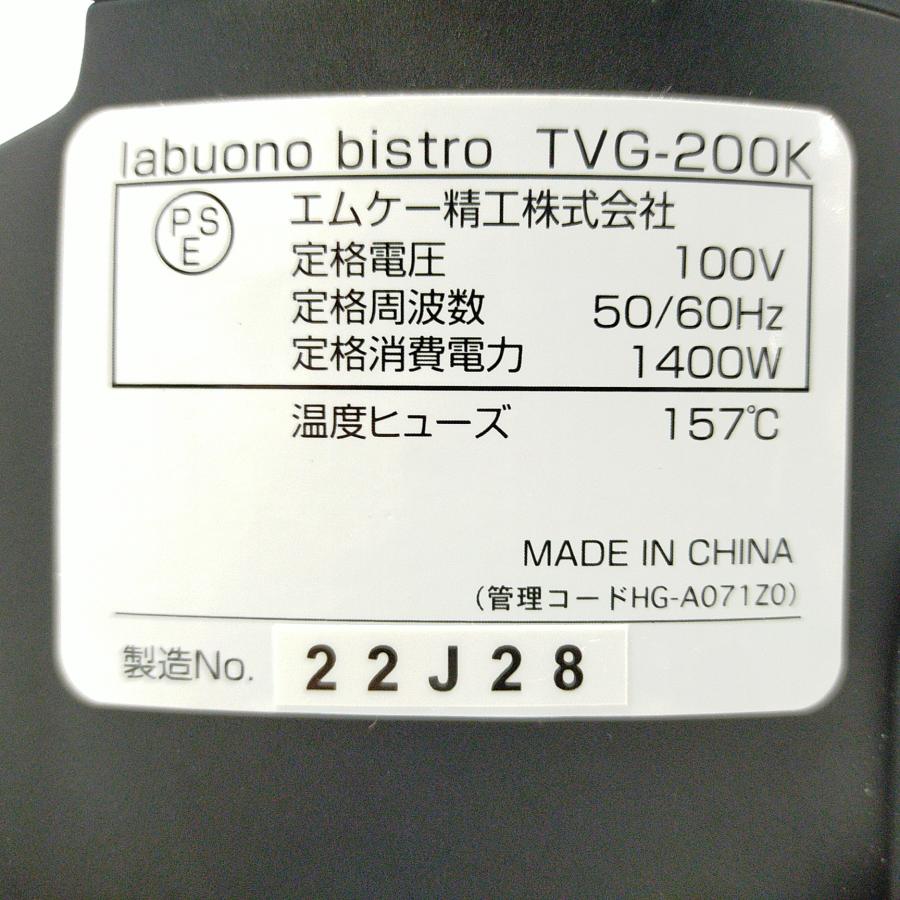 labuono bistro TVG-200K
PSE
エムケー精工株式会社
定格電圧 100V
定格周波数 50/60Hz
定格消費電力 1400W
温度ヒューズ 157℃
MADE IN CHINA
(管理コードHG-A071Z0)
製造No. 22J28